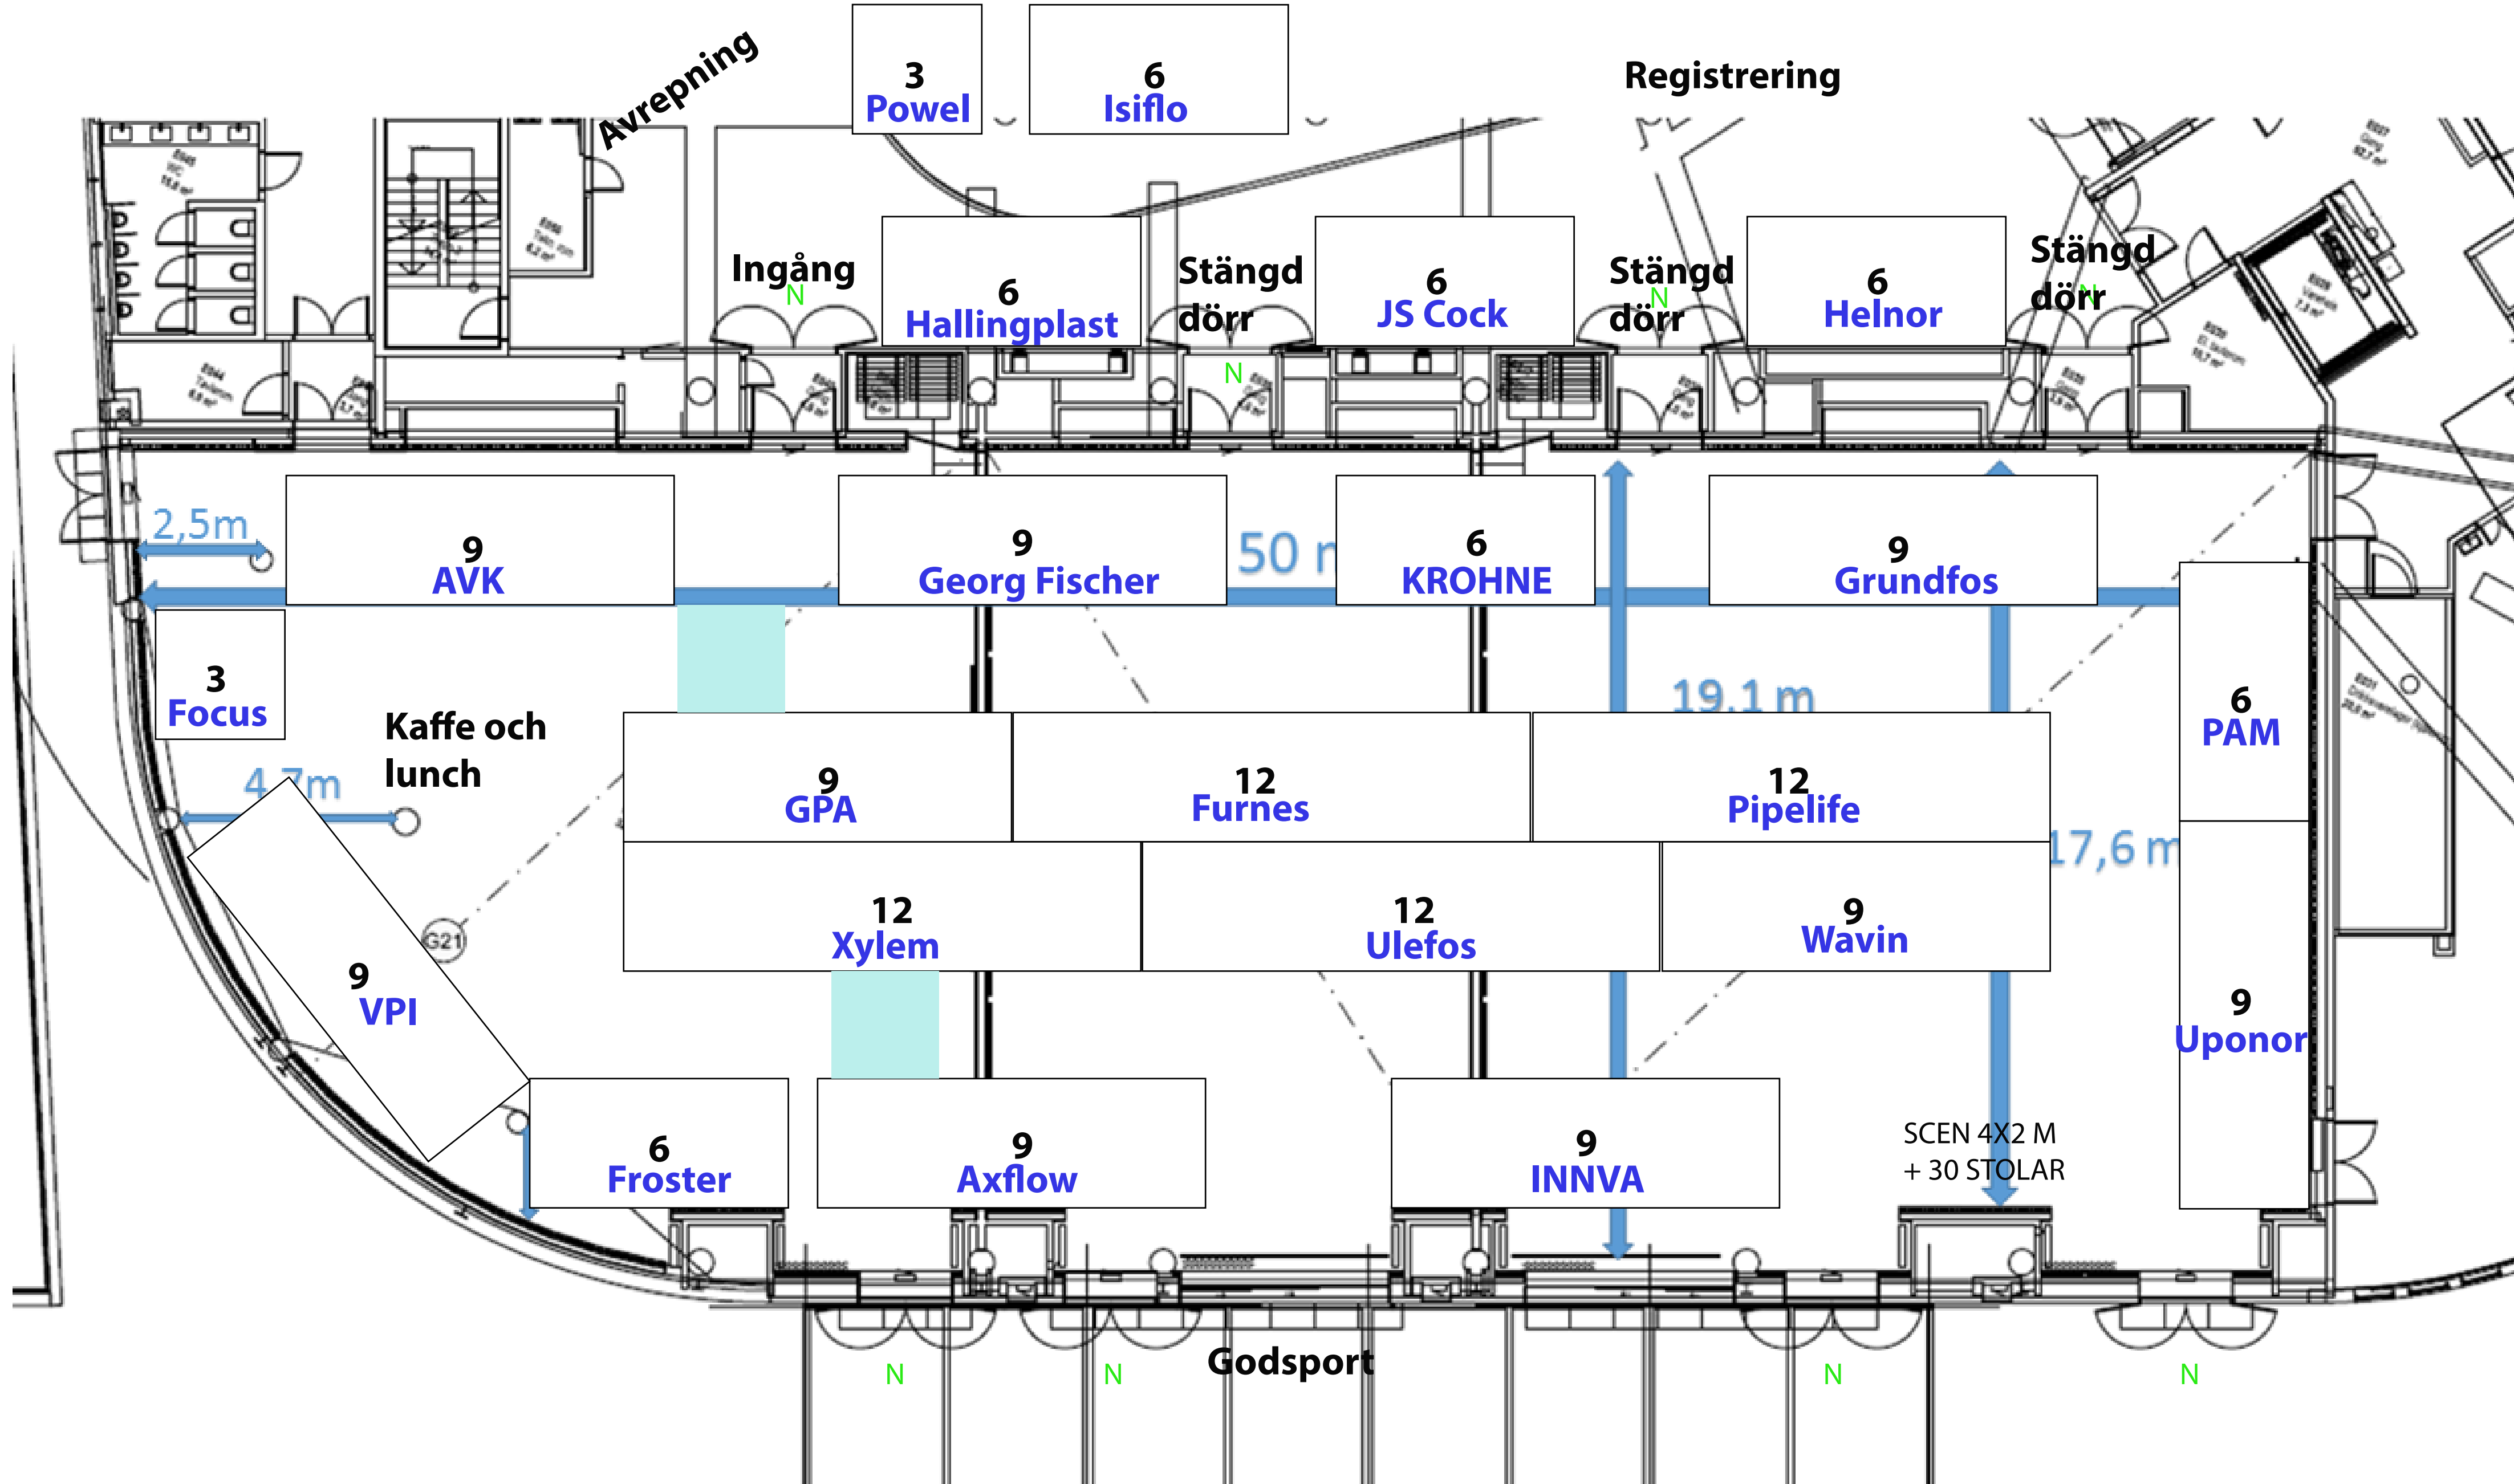 Avrepning
3
Powel
6
Isiflo
Registrering
Ingång
N
6
Hallingplast
Stängd
dörr
N
6
JS Cock
Stängd
dörr
N
6
Helnor
Stängd
dörr
N
2,5m
9
AVK
9
Georg Fischer
50
6
KROHNE
9
Grundfos
3
Focus
Kaffe och
lunch
19,1 m
6
PAM
4,7m
9
GPA
12
Furnes
12
Pipelife
17,6 m
G21
12
Xylem
12
Ulefos
9
Wavin
9
VPI
9
Uponor
6
Froster
9
Axflow
9
INNVA
SCEN 4X2 M
+ 30 STOLAR
Godsport
N
N
N
N